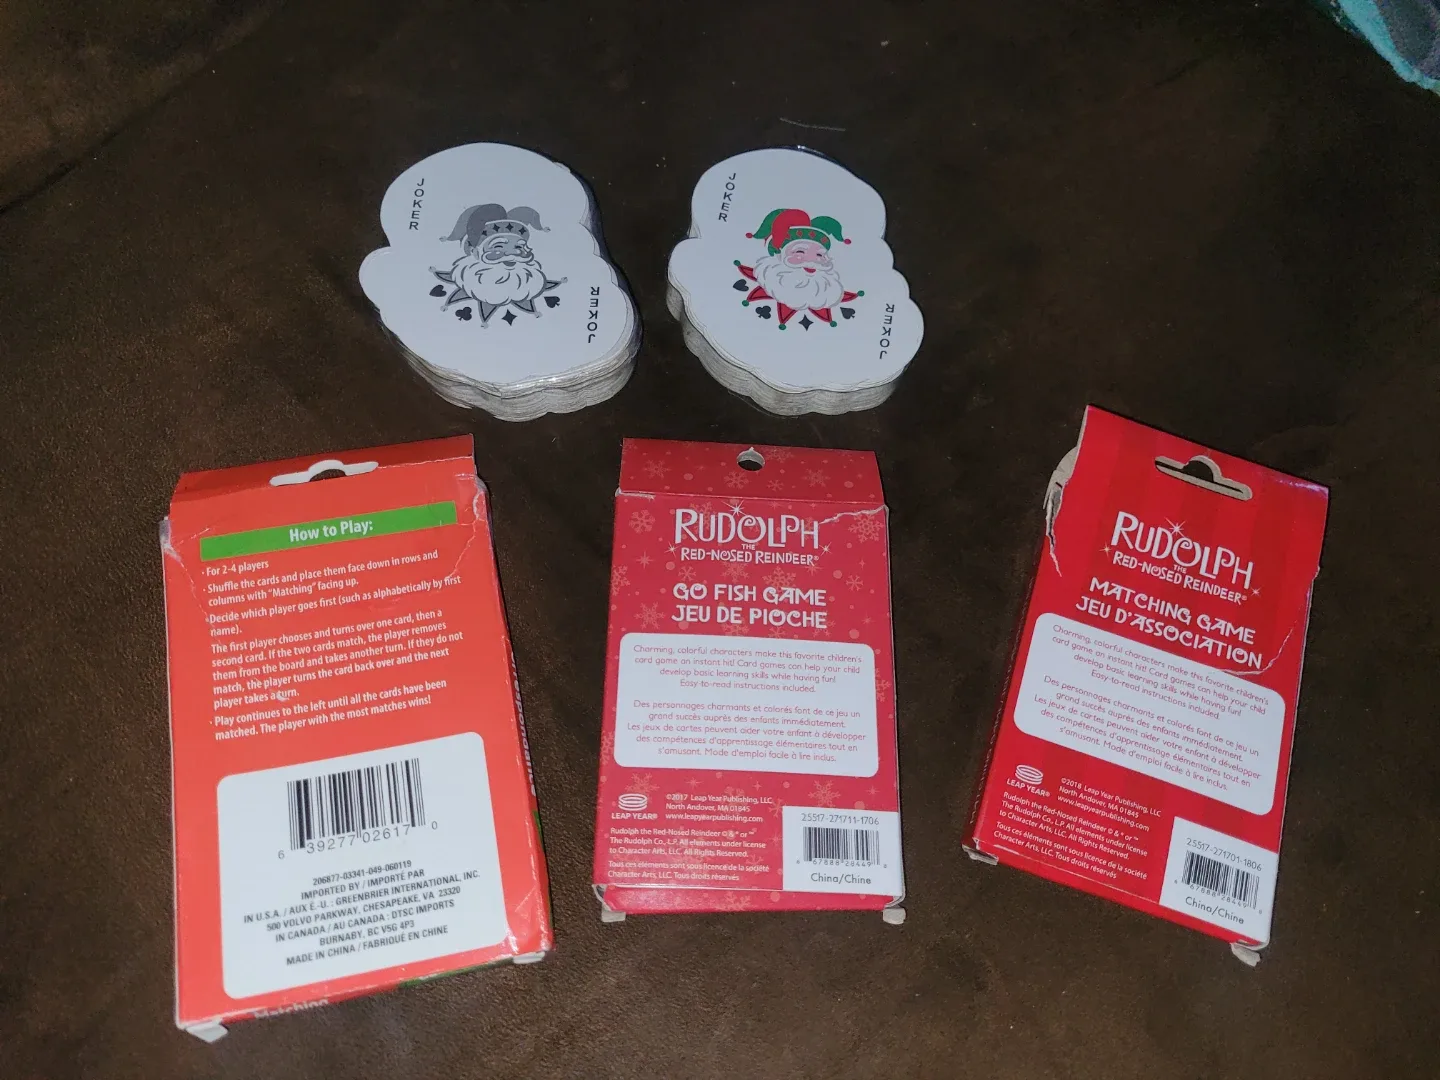 JOKER
JOKER
JOKER
JOKER
How to Play:
· For 2-4 players
· Shuffle the cards and place them face down in rows and
columns with "Matching" facing up.
· Decide which player goes first (such as alphabetically by first
name).
The first player chooses and turns over one card, then a
second card. If the two cards match, the player removes
them from the board and takes another turn. If they do not
match, the player turns the card back over and the next
player takes a turn.
· Play continues to the left until all the cards have been
matched. The player with the most matches wins!
6 39277 02617 0
206877-03341-049-060119
IMPORTED BY / IMPORTÉ PAR
IN U.S.A. / AUX É.-U. : GREENBRIER INTERNATIONAL, INC.
500 VOLVO PARKWAY, CHESAPEAKE, VA 23320
IN CANADA / AU CANADA : DTSC IMPORTS
BURNABY, BC V5G 4P3
MADE IN CHINA / FABRIQUÉ EN CHINE
Matching
RUDOLPH
THE
RED-NOSED REINDEER®
GO FISH GAME
JEU DE PIOCHE
Charming, colorful characters make this favorite children's
card game an instant hit! Card games can help your child
develop basic learning skills while having fun!
Easy-to-read instructions included.
Des personnages charmants et colorés font de ce jeu un
grand succès auprès des enfants immédiatement.
Les jeux de cartes peuvent aider votre enfant à développer
des compétences d'apprentissage élémentaires tout en
s'amusant. Mode d'emploi facile à lire inclus.
LEAP YEAR®
©2017 Leap Year Publishing, LLC.
North Andover, MA 01845
www.leapyearpublishing.com
Rudolph the Red-Nosed Reindeer © & ® or ™
The Rudolph Co., L.P. All elements under license
to Character Arts, LLC. All Rights Reserved.
Tous ces éléments sont sous licence de la société
Character Arts, LLC. Tous droits réservés
25517-271711-1706
67888 28449
China/Chine
RUDOLPH
THE
RED-NOSED REINDEER®
MATCHING GAME
JEU D'ASSOCIATION
Charming, colorful characters make this favorite children's
card game an instant hit! Card games can help your child
develop basic learning skills while having fun!
Easy-to-read instructions included.
Des personnages charmants et colorés font de ce jeu un
grand succès auprès des enfants immédiatement.
Les jeux de cartes peuvent aider votre enfant à développer
des compétences d'apprentissage élémentaires tout en
s'amusant. Mode d'emploi facile à lire inclus.
LEAP YEAR®
©2018 Leap Year Publishing, LLC
North Andover, MA 01845
www.leapyearpublishing.com
Rudolph the Red-Nosed Reindeer © & ® or ™
The Rudolph Co., L.P. All elements under license
to Character Arts, LLC. All Rights Reserved.
Tous ces éléments sont sous licence de la société
Character Arts, LLC. Tous droits réservés
25517-271701-1806
67888 28449
China/Chine